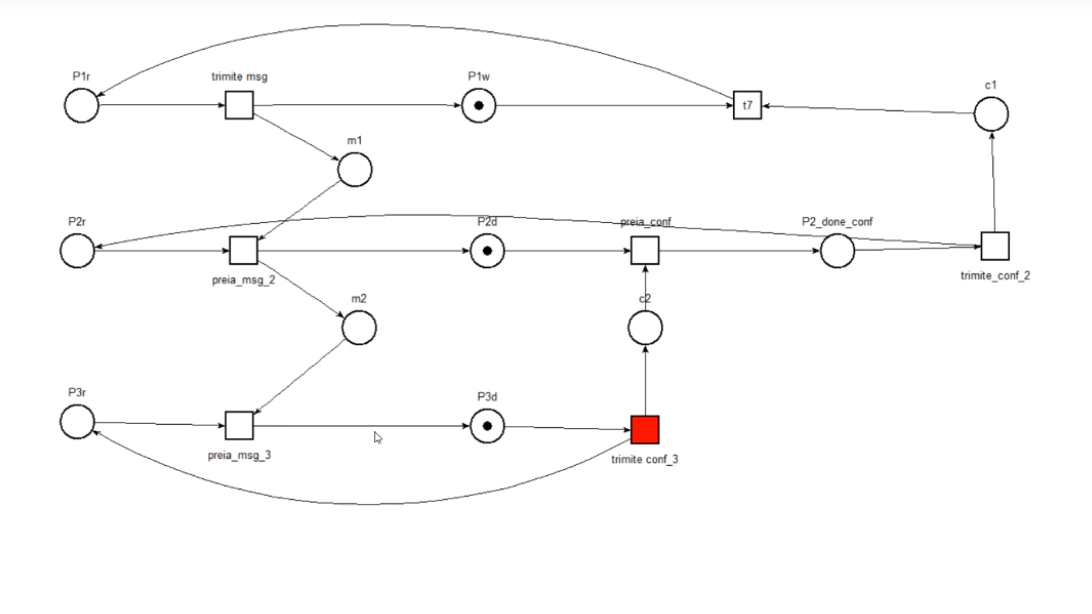 P1r
trimite msg
P1w
t7
c1
m1
P2r
P2d
preia_conf
P2_done_conf
preia_msg_2
trimite_conf_2
m2
c2
P3r
P3d
preia_msg_3
trimite conf_3